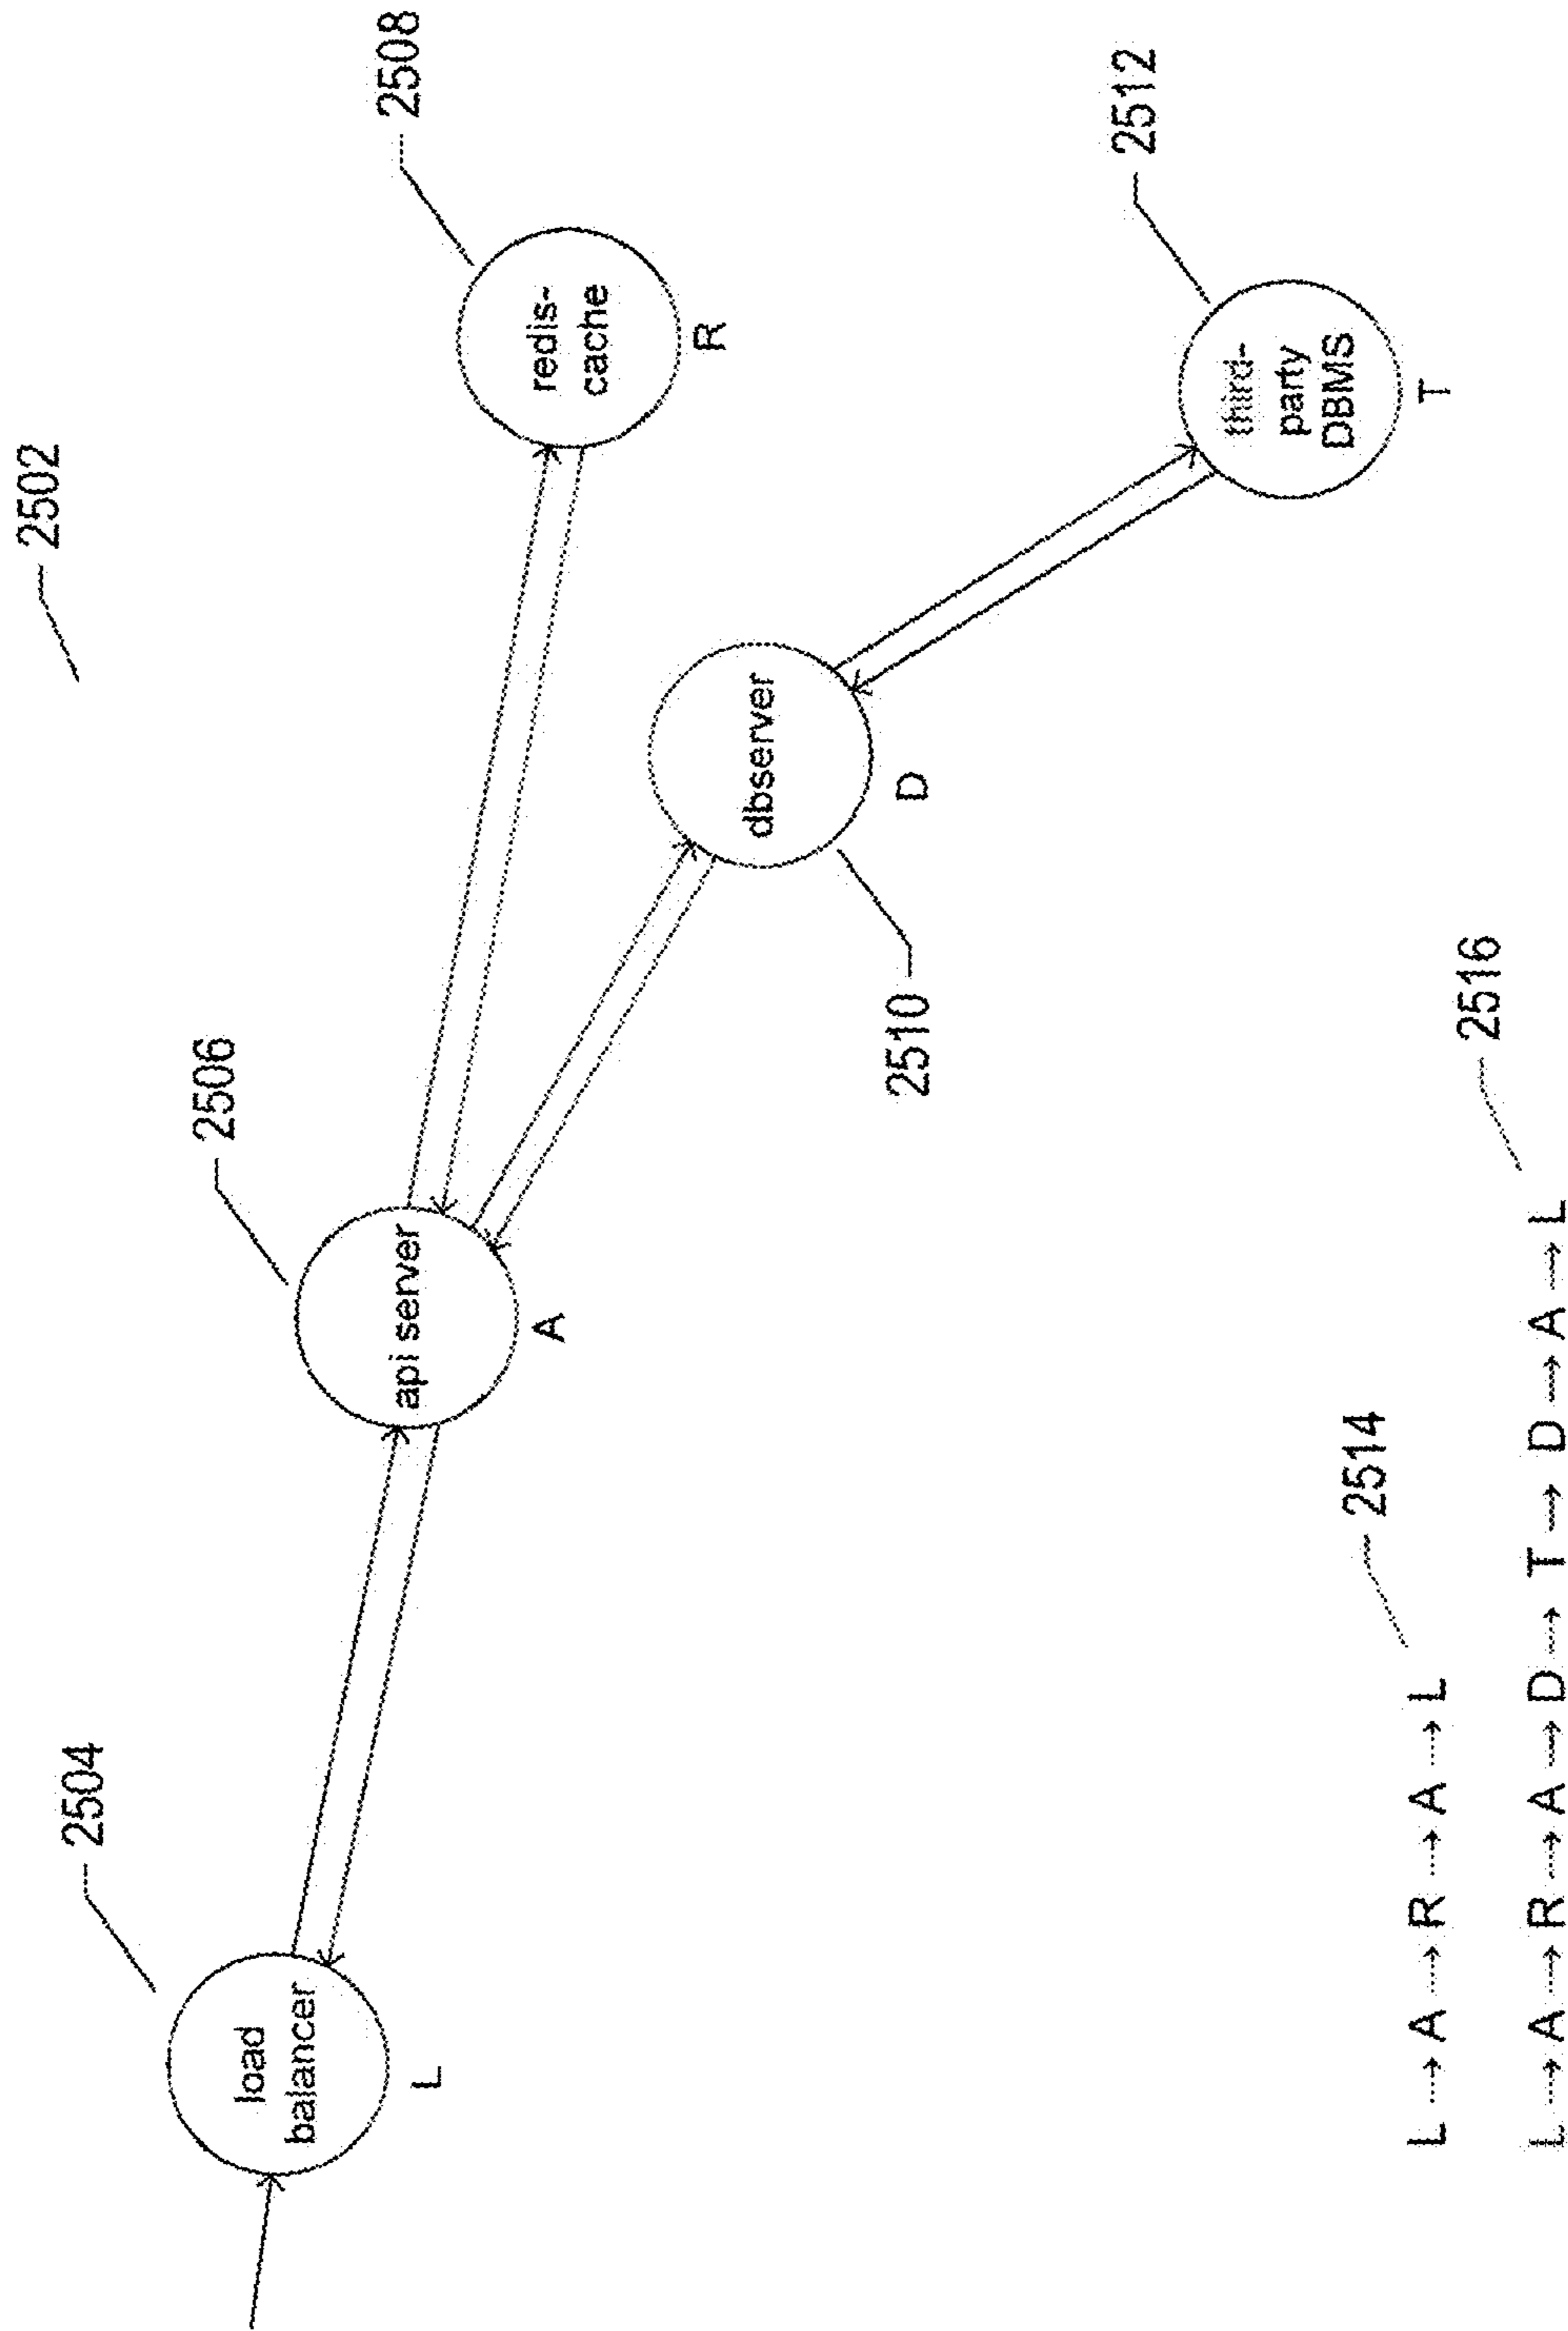 2502
2504
load
balancer
L
2506
api server
A
2508
redis-
cache
R
dbserver
D
2510
2512
third-
party
DBMS
T
2514
L → A → R → A → L
2516
L → A → R → A → D → T → D → A → L